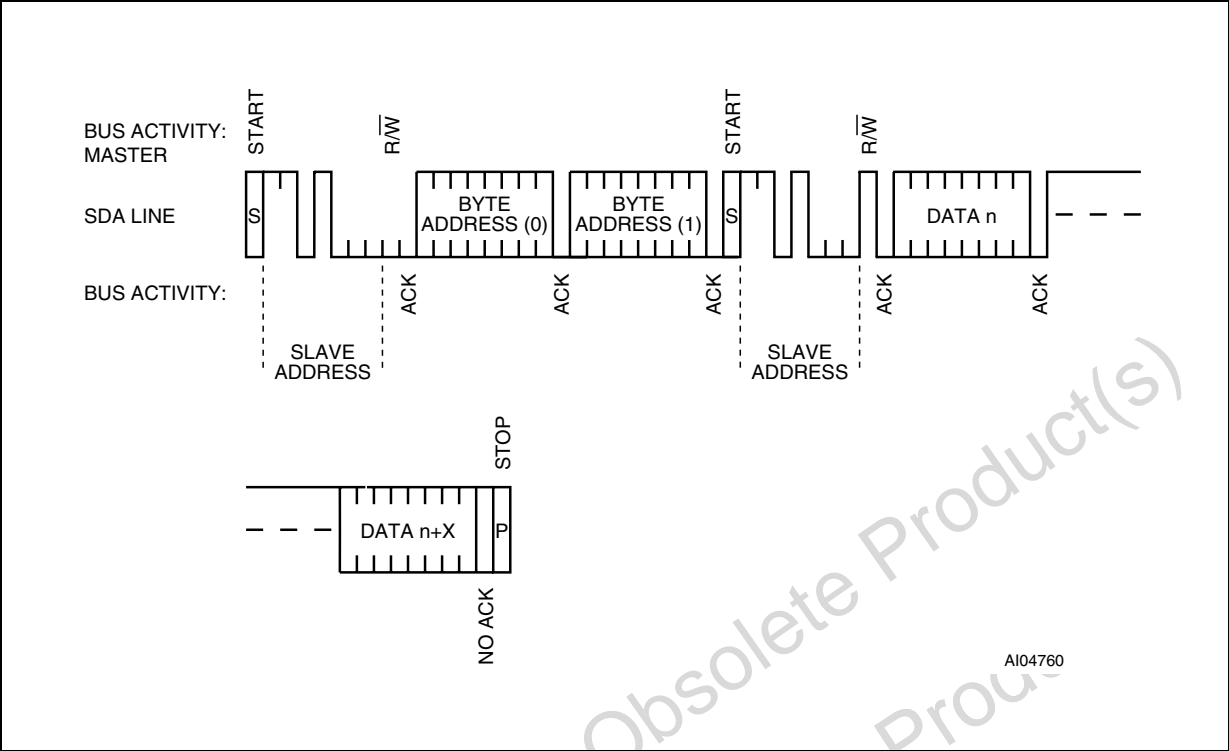 START
R/W
START
R/W
BUS ACTIVITY:
MASTER
SDA LINE
S
BYTE
ADDRESS (0)
BYTE
ADDRESS (1)
S
DATA n
BUS ACTIVITY:
ACK
ACK
ACK
ACK
ACK
SLAVE
ADDRESS
SLAVE
ADDRESS
STOP
DATA n+X
P
NO ACK
AI04760
Obsolete Product(s)